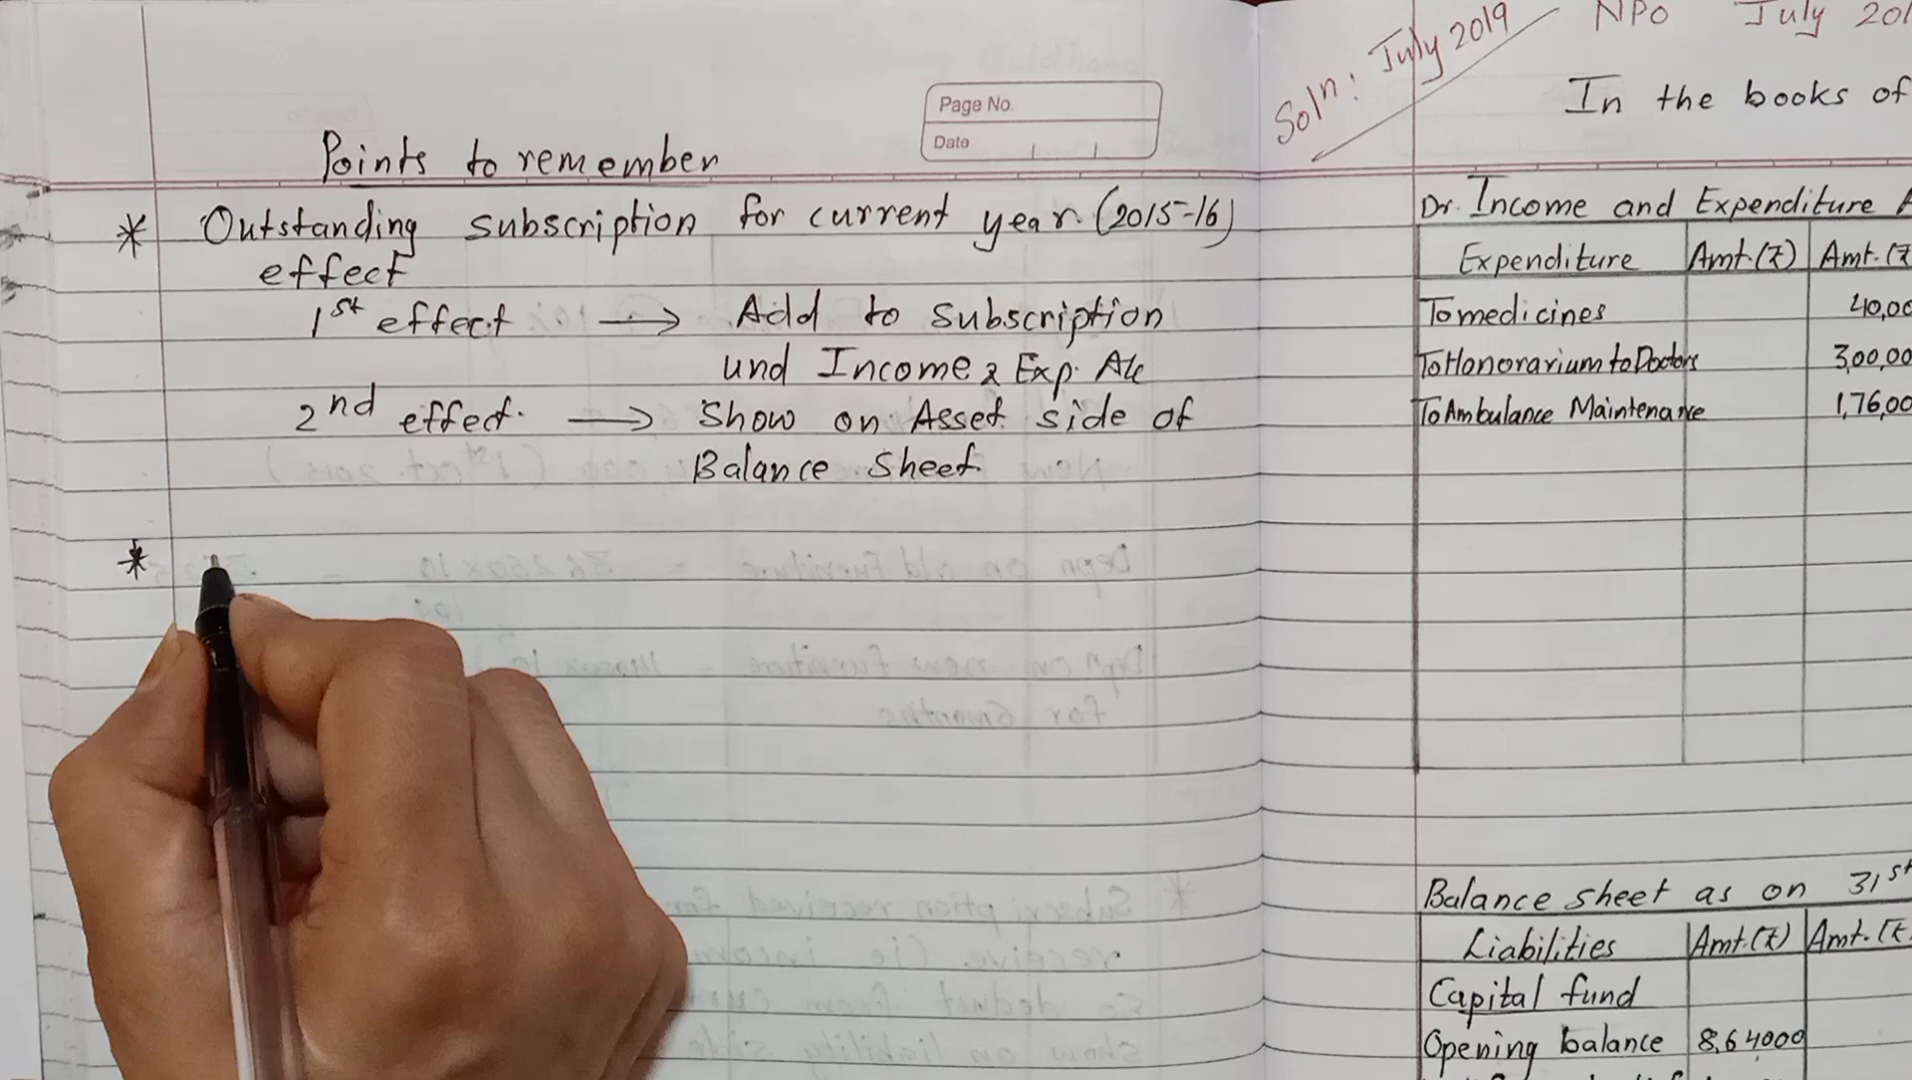 Page No.
Date
Points to remember
* Outstanding subscription for current year (2015-16)
effect
1st effect → Add to Subscription
und Income & Exp. A/c
2nd effect. → Show on Asset side of
Balance Sheet
*
Soln: July 2019
NPO July 201
In the books of
Dr. Income and Expenditure A
Expenditure Amt.(₹) Amt.(₹
To medicines 40,00
To Honorarium to Doctors 3,00,00
To Ambulance Maintenance 1,76,00
Balance sheet as on 31st
Liabilities Amt.(₹) Amt.(₹
Capital fund
Opening balance 8,64000